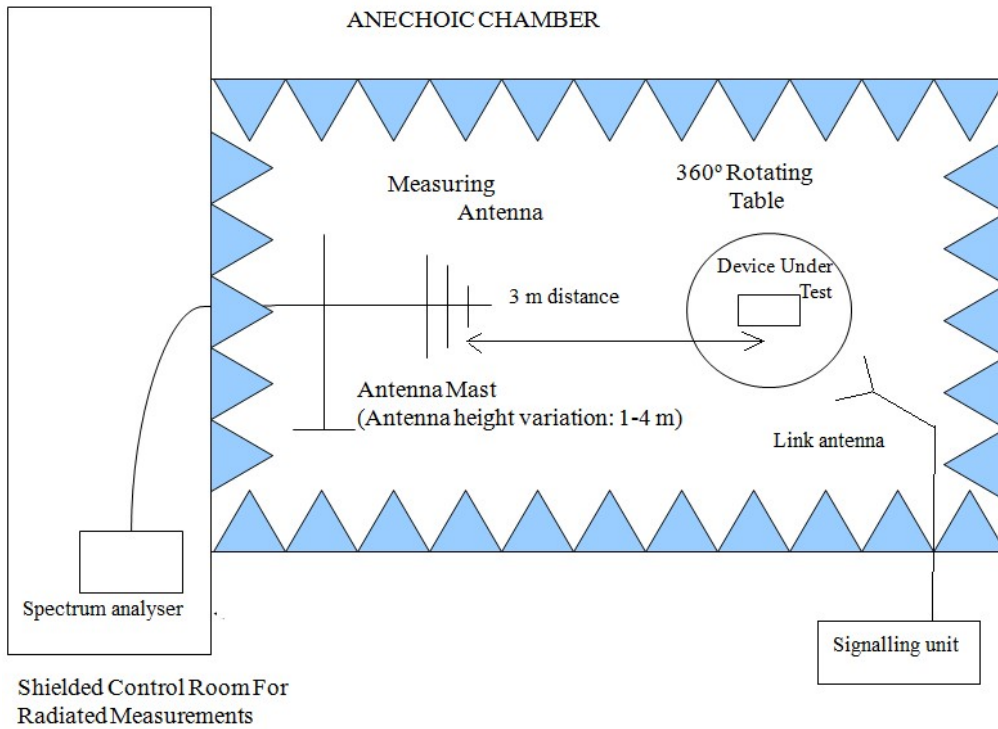 ANECHOIC CHAMBER
Measuring
Antenna
360º Rotating
Table
Device Under
Test
3 m distance
Antenna Mast
(Antenna height variation: 1-4 m)
Link antenna
Spectrum analyser
Signalling unit
Shielded Control Room For
Radiated Measurements